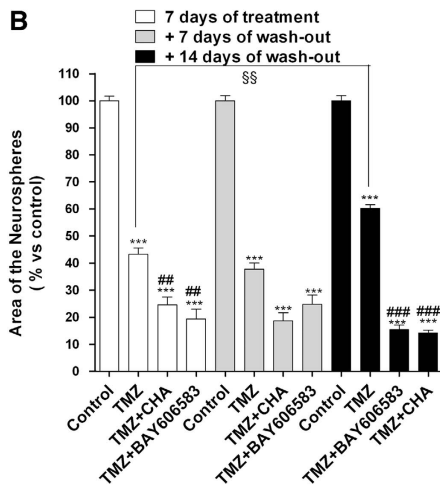 B
7 days of treatment
+ 7 days of wash-out
+ 14 days of wash-out
Area of the Neurospheres
( % vs control)
110
100
90
80
70
60
50
40
30
20
10
0
§§
***
##
***
##
***
***
***
***
***
###
***
###
***
Control
TMZ
TMZ+CHA
TMZ+BAY606583
Control
TMZ
TMZ+CHA
TMZ+BAY606583
Control
TMZ
TMZ+BAY606583
TMZ+CHA